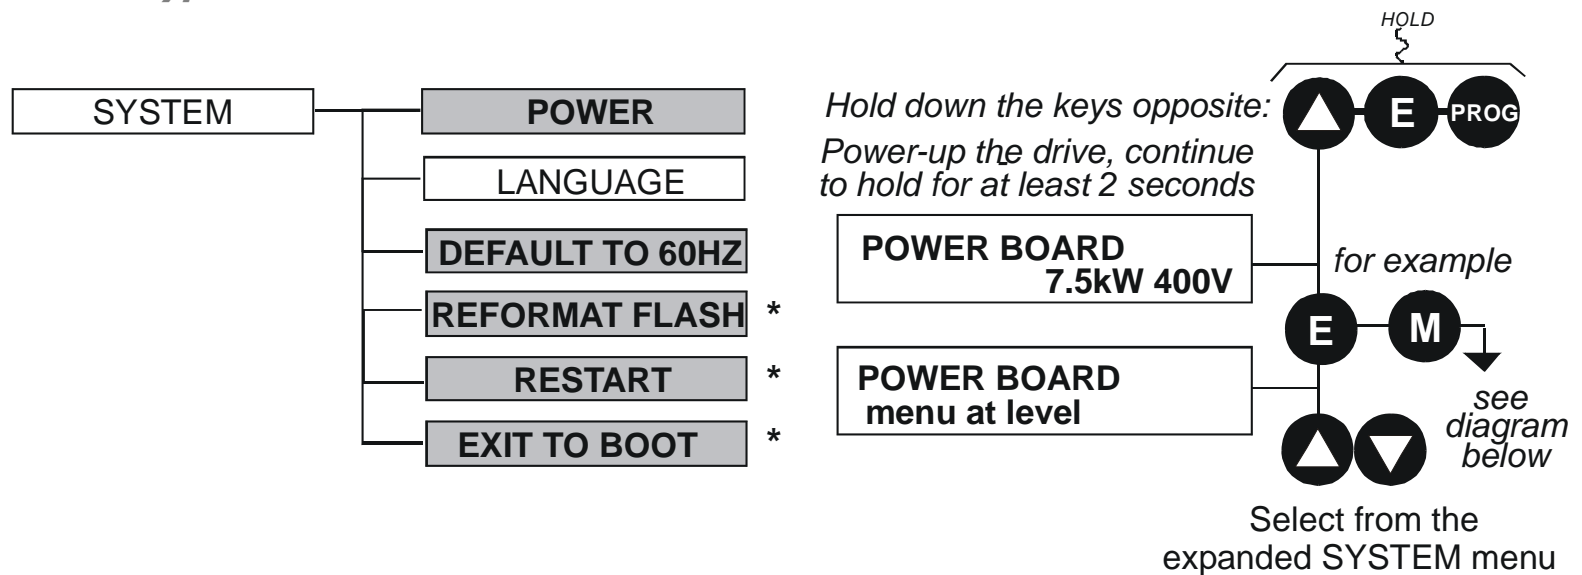 HOLD
SYSTEM
POWER
LANGUAGE
DEFAULT TO 60HZ
REFORMAT FLASH *
RESTART *
EXIT TO BOOT *
Hold down the keys opposite:
E
PROG
Power-up the drive, continue
to hold for at least 2 seconds
POWER BOARD
7.5kW 400V
for example
E
M
POWER BOARD
menu at level
see
diagram
below
Select from the
expanded SYSTEM menu